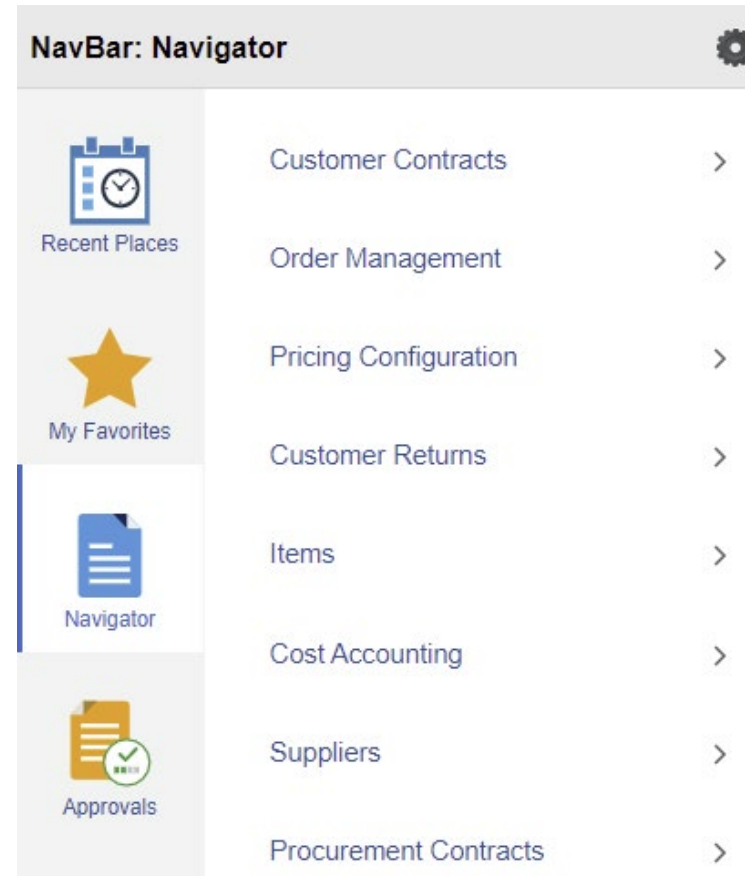 NavBar: Navigator
Recent Places
My Favorites
Navigator
Approvals
Customer Contracts
Order Management
Pricing Configuration
Customer Returns
Items
Cost Accounting
Suppliers
Procurement Contracts